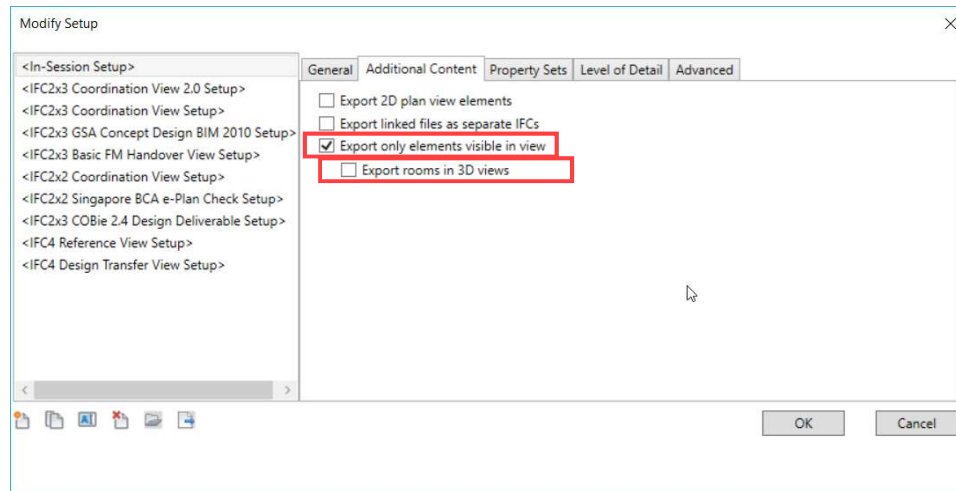 Modify Setup
<In-Session Setup>
<IFC2x3 Coordination View 2.0 Setup>
<IFC2x3 Coordination View Setup>
<IFC2x3 GSA Concept Design BIM 2010 Setup>
<IFC2x3 Basic FM Handover View Setup>
<IFC2x2 Coordination View Setup>
<IFC2x2 Singapore BCA e-Plan Check Setup>
<IFC2x3 COBie 2.4 Design Deliverable Setup>
<IFC4 Reference View Setup>
<IFC4 Design Transfer View Setup>
General Additional Content Property Sets Level of Detail Advanced
Export 2D plan view elements
Export linked files as separate IFCs
Export only elements visible in view
Export rooms in 3D views
OK Cancel